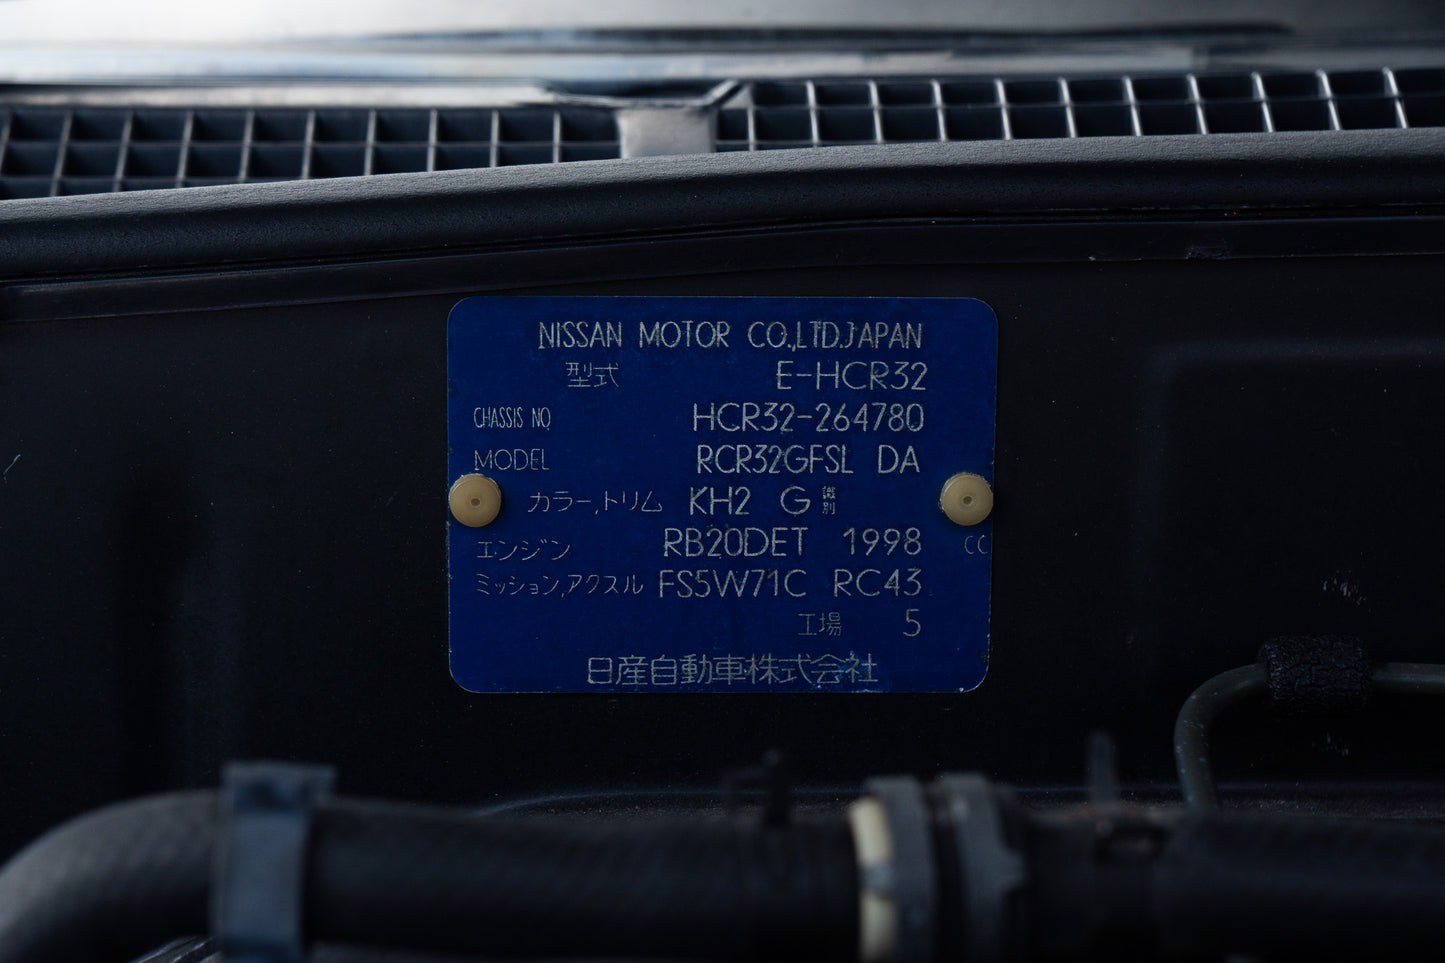 NISSAN MOTOR CO.,LTD.JAPAN
型式 E-HCR32
CHASSIS NO HCR32-264780
MODEL RCR32GFSL DA
カラー,トリム KH2 G 識別
エンジン RB20DET 1998 CC
ミッション,アクスル FS5W71C RC43
工場 5
日産自動車株式会社